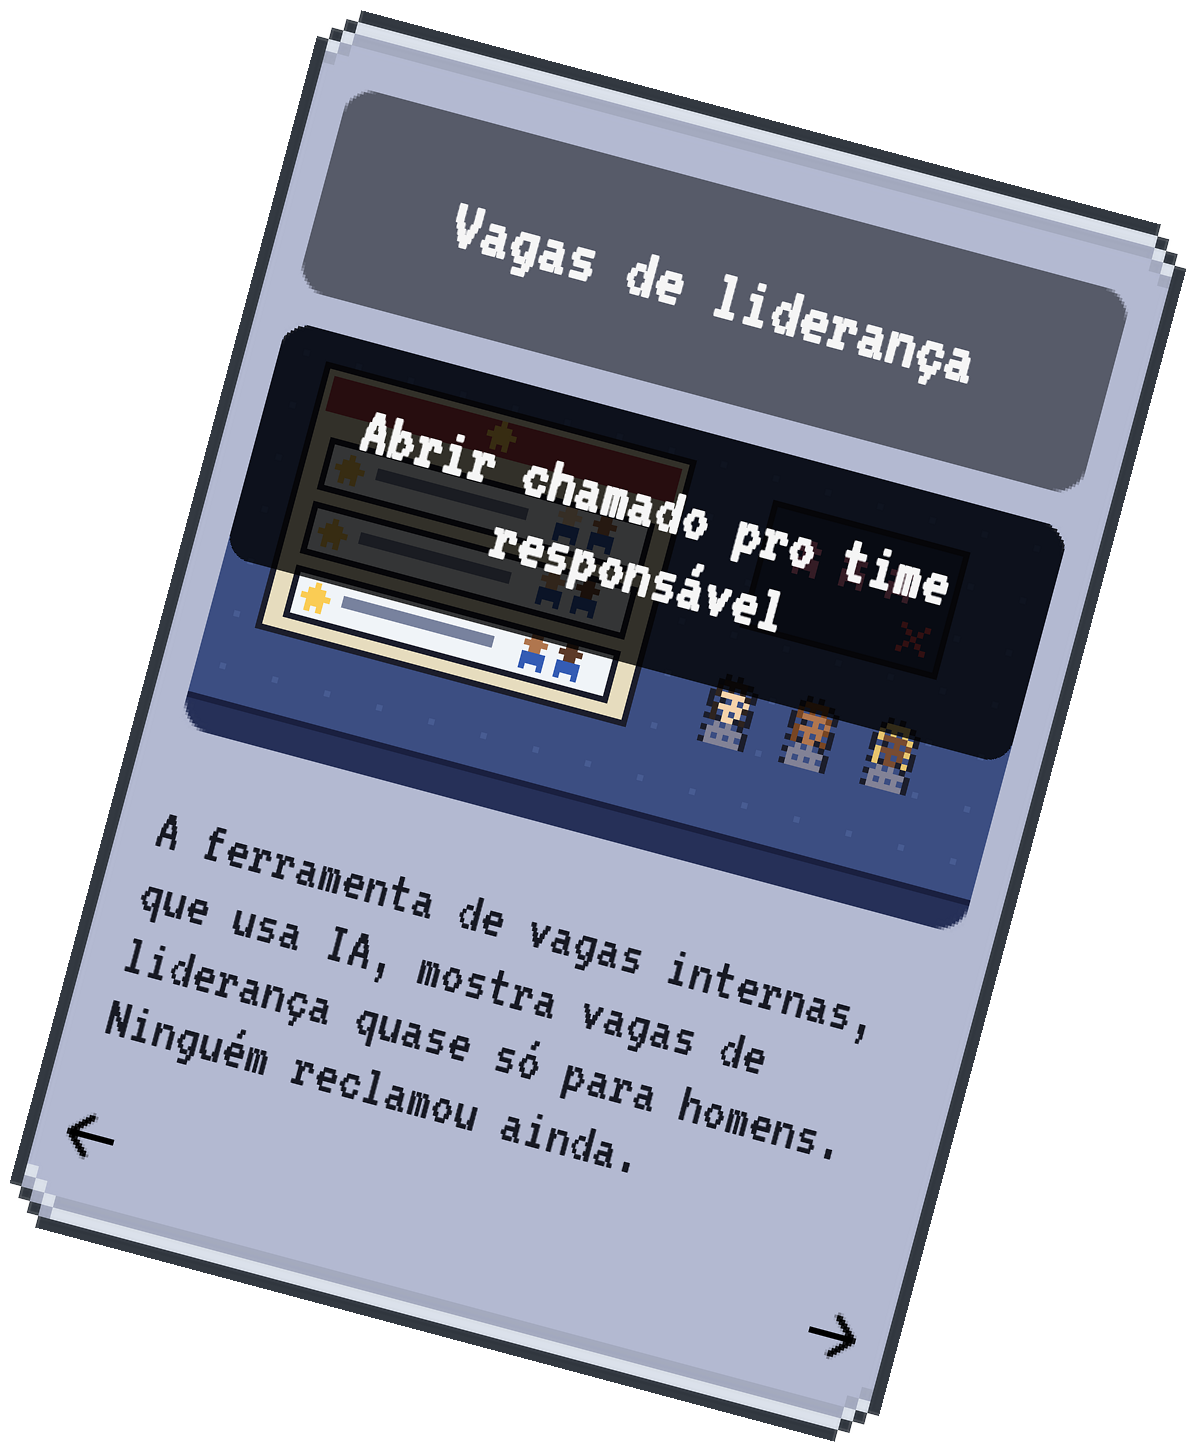 Vagas de liderança
Abrir chamado pro time
responsável
A ferramenta de vagas internas,
que usa IA, mostra vagas de
liderança quase só para homens.
Ninguém reclamou ainda.